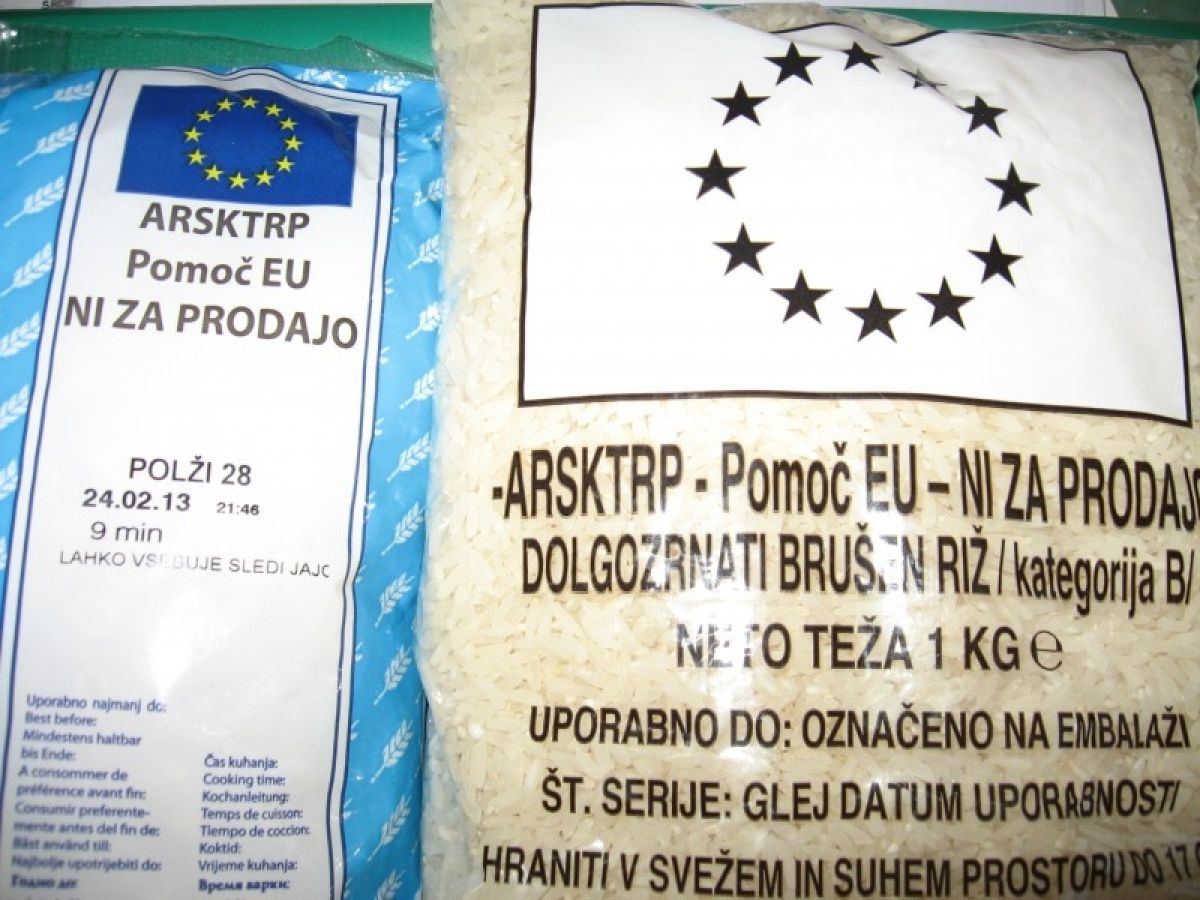 ARSKTRP
Pomoč EU
NI ZA PRODAJO
POLŽI 28
24.02.13 21:46
9 min
LAHKO VSEBUJE SLEDI JAJC
Uporabno najmanj do:
Best before:
Mindestens haltbar
bis Ende:
A consommer de
préférence avant fin:
Consumir preferente-
mente antes del fin de:
Bäst använd till:
Najbolje upotrijebiti do:
Годно до:
Čas kuhanja:
Cooking time:
Kochanleitung:
Temps de cuisson:
Tiempo de coccion:
Koktid:
Vrijeme kuhanja:
Время варки:
-ARSKTRP - Pomoč EU – NI ZA PRODAJO
DOLGOZRNATI BRUŠEN RIŽ / kategorija B/
NETO TEŽA 1 KG ℮
UPORABNO DO: OZNAČENO NA EMBALAŽI
ŠT. SERIJE: GLEJ DATUM UPORABNOSTI
HRANITI V SVEŽEM IN SUHEM PROSTORU DO 17